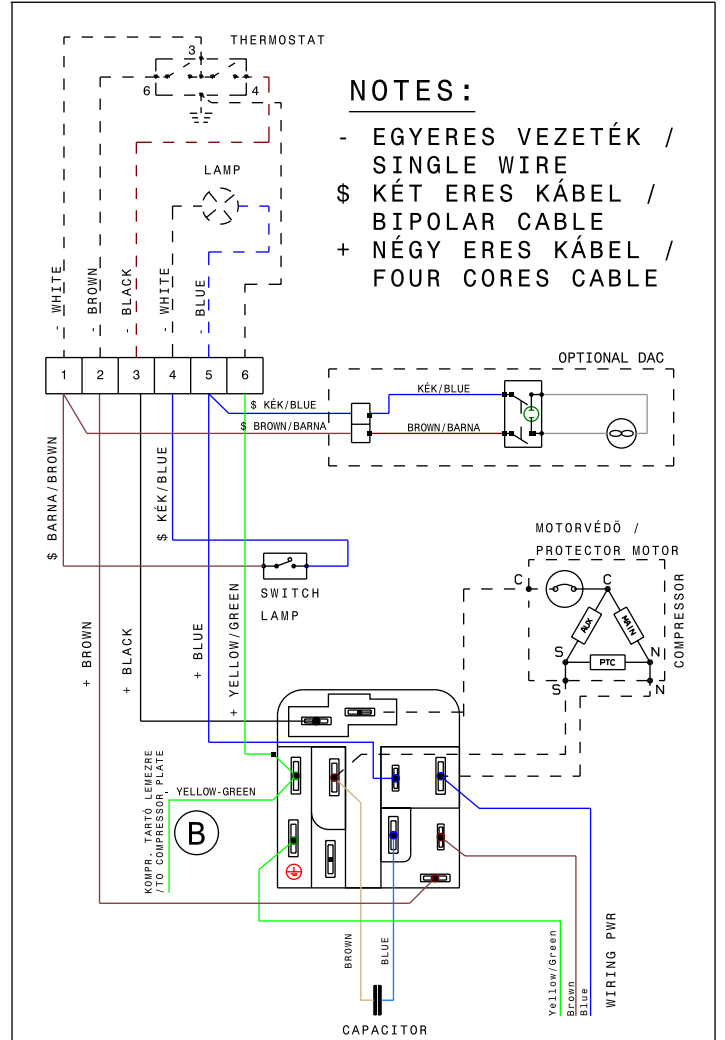 THERMOSTAT
3
6
4
NOTES:
- EGYERES VEZETÉK /
SINGLE WIRE
$ KÉT ERES KÁBEL /
BIPOLAR CABLE
+ NÉGY ERES KÁBEL /
FOUR CORES CABLE
LAMP
- WHITE
- BROWN
- BLACK
- WHITE
- BLUE
1
2
3
4
5
6
OPTIONAL DAC
$ KÉK/BLUE
KÉK/BLUE
$ BROWN/BARNA
BROWN/BARNA
$ BARNA/BROWN
$ KÉK/BLUE
SWITCH
LAMP
MOTORVÉDŐ /
PROTECTOR MOTOR
C
C
AUX
MAIN
S
PTC
N
S
N
COMPRESSOR
+ BROWN
+ BLACK
+ BLUE
+ YELLOW/GREEN
- YELLOW-GREEN
KOMPR. TARTÓ LEMEZRE
/TO COMPRESSOR PLATE
B
BROWN
BLUE
CAPACITOR
Yellow/Green
Brown
Blue
WIRING PWR